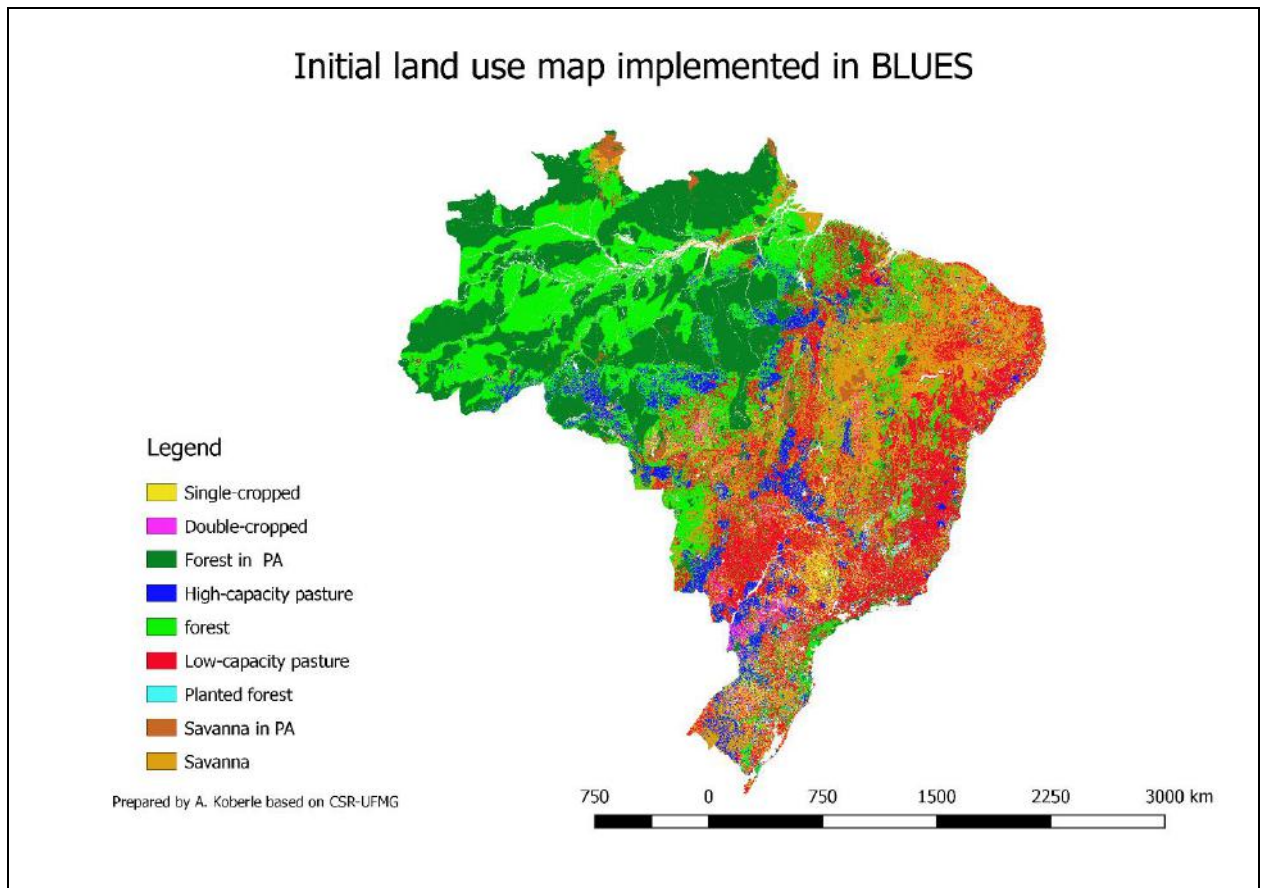 Initial land use map implemented in BLUES
Legend
Single-cropped
Double-cropped
Forest in PA
High-capacity pasture
forest
Low-capacity pasture
Planted forest
Savanna in PA
Savanna
Prepared by A. Koberle based on CSR-UFMG
750 0 750 1500 2250 3000 km